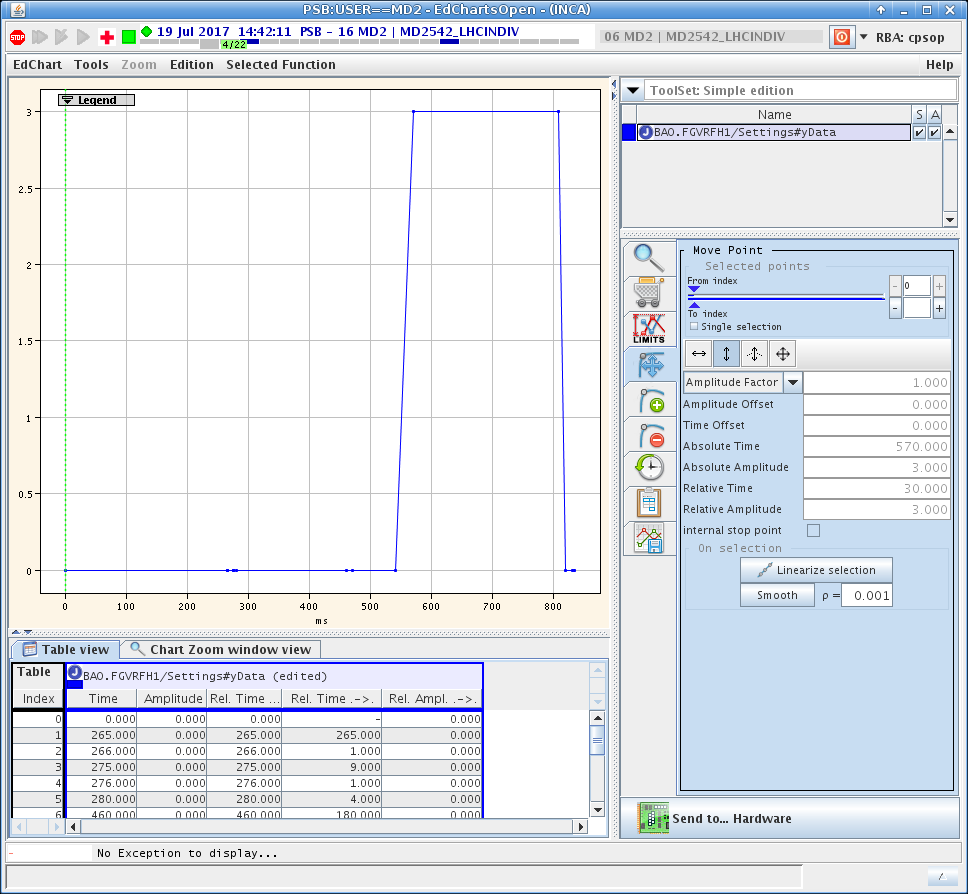 PSB:USER==MD2 - EdChartsOpen - (INCA)
STOP
19 Jul 2017 14:42:11 PSB - 16 MD2 | MD2542_LHCINDIV
4/22
06 MD2 | MD2542_LHCINDIV
RBA: cpsop
EdChart Tools Zoom Edition Selected Function Help
Legend
3
2.5
2
1.5
1
0.5
0
0 100 200 300 400 500 600 700 800
ms
ToolSet: Simple edition
Name S A
J BA0.FGVRFH1/Settings#yData
Move Point
Selected points
From index
- 0 +
To index
- +
Single selection
LIMITS
Amplitude Factor 1.000
Amplitude Offset 0.000
Time Offset 0.000
Absolute Time 570.000
Absolute Amplitude 3.000
Relative Time 30.000
Relative Amplitude 3.000
internal stop point
On selection
Linearize selection
Smooth ρ = 0.001
Table view Chart Zoom window view
Table J BA0.FGVRFH1/Settings#yData (edited)
Index Time Amplitude Rel. Time ... Rel. Time .->. Rel. Ampl. .->.
0 0.000 0.000 0.000 - 0.000
1 265.000 0.000 265.000 265.000 0.000
2 266.000 0.000 266.000 1.000 0.000
3 275.000 0.000 275.000 9.000 0.000
4 276.000 0.000 276.000 1.000 0.000
5 280.000 0.000 280.000 4.000 0.000
6 460.000 0.000 460.000 180.000 0.000
Send to... Hardware
- No Exception to display...